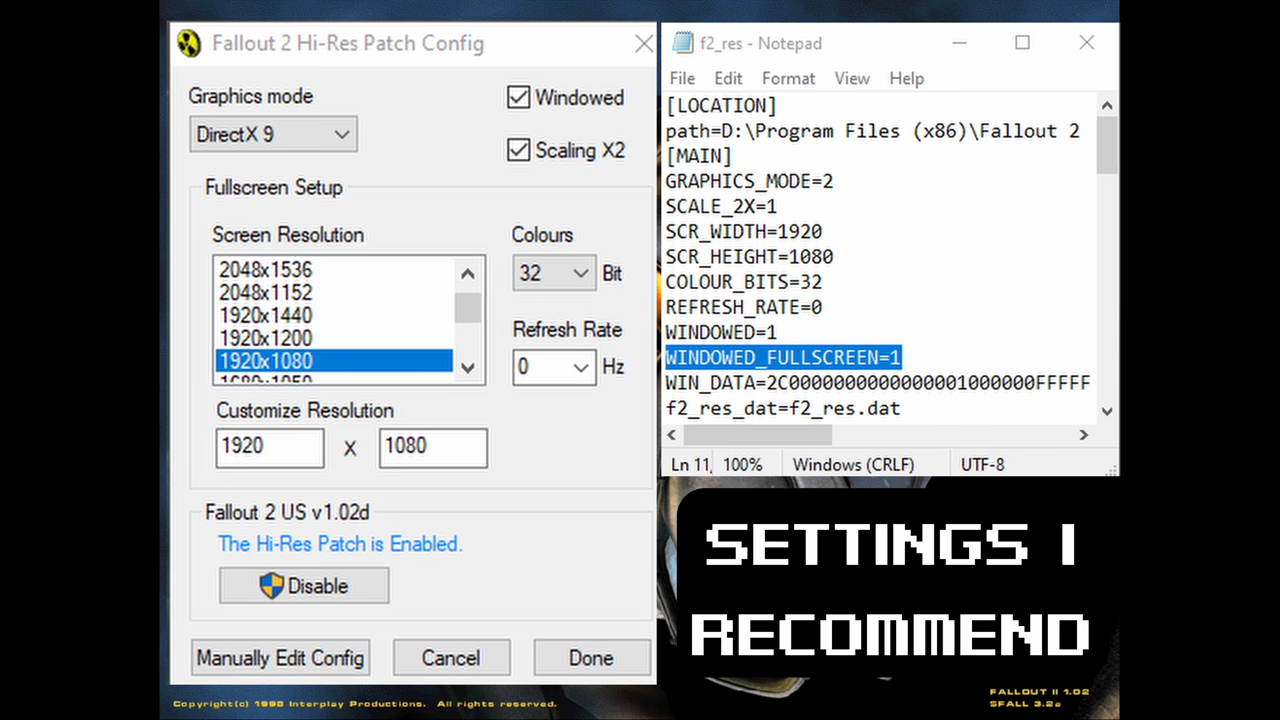 Fallout 2 Hi-Res Patch Config
Graphics mode
DirectX 9
Windowed
Scaling X2
Fullscreen Setup
Screen Resolution
2048x1536
2048x1152
1920x1440
1920x1200
1920x1080
1680x1050
Colours
32 Bit
Refresh Rate
0 Hz
Customize Resolution
1920 X 1080
Fallout 2 US v1.02d
The Hi-Res Patch is Enabled.
Disable
Manually Edit Config
Cancel
Done
f2_res - Notepad
File Edit Format View Help
[LOCATION]
path=D:\Program Files (x86)\Fallout 2
[MAIN]
GRAPHICS_MODE=2
SCALE_2X=1
SCR_WIDTH=1920
SCR_HEIGHT=1080
COLOUR_BITS=32
REFRESH_RATE=0
WINDOWED=1
WINDOWED_FULLSCREEN=1
WIN_DATA=2C0000000000000001000000FFFFF
f2_res_dat=f2_res.dat
Ln 11, 100% Windows (CRLF) UTF-8
SETTINGS I
RECOMMEND
Copyright(c) 1998 Interplay Productions. All rights reserved.
FALLOUT II 1.02
SFALL 3.2a